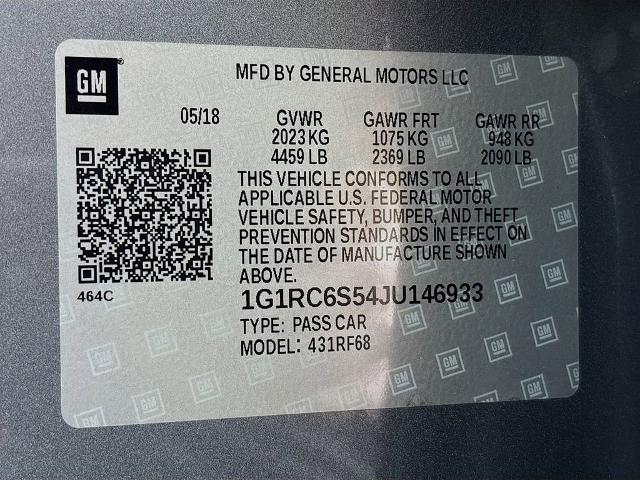 GM
MFD BY GENERAL MOTORS LLC
05/18 GVWR GAWR FRT GAWR RR
2023 KG 1075 KG 948 KG
4459 LB 2369 LB 2090 LB
THIS VEHICLE CONFORMS TO ALL
APPLICABLE U.S. FEDERAL MOTOR
VEHICLE SAFETY, BUMPER, AND THEFT
PREVENTION STANDARDS IN EFFECT ON
THE DATE OF MANUFACTURE SHOWN
ABOVE.
464C
1G1RC6S54JU146933
TYPE: PASS CAR
MODEL: 431RF68